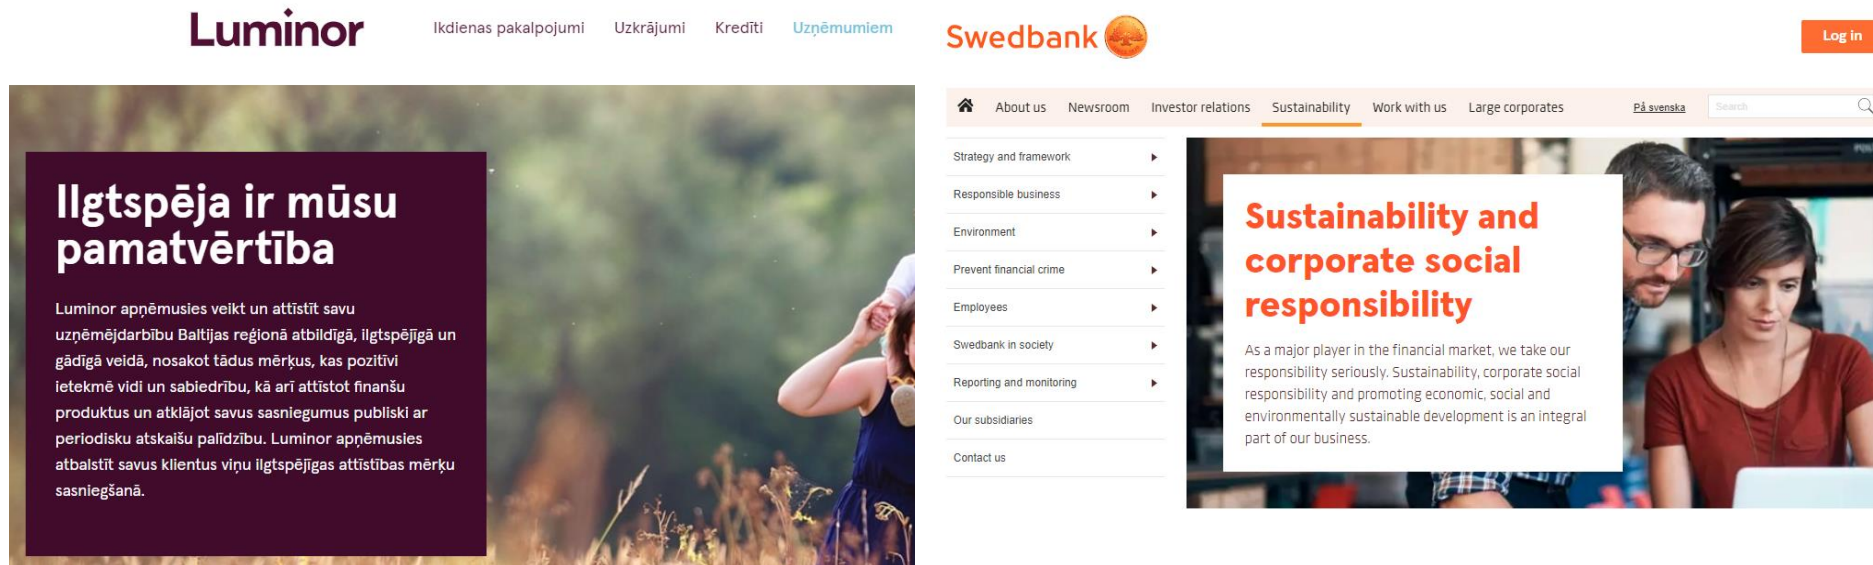 Luminor
Ikdienas pakalpojumi Uzkrājumi Kredīti Uzņēmumiem
Ilgtspēja ir mūsu
pamatvērtība
Luminor apņēmusies veikt un attīstīt savu
uzņēmējdarbību Baltijas reģionā atbildīgā, ilgtspējīgā un
gādīgā veidā, nosakot tādus mērķus, kas pozitīvi
ietekmē vidi un sabiedrību, kā arī attīstot finanšu
produktus un atklājot savus sasniegumus publiski ar
periodisku atskaišu palīdzību. Luminor apņēmusies
atbalstīt savus klientus viņu ilgtspējīgas attīstības mērķu
sasniegšanā.
Swedbank
Log in
About us Newsroom Investor relations Sustainability Work with us Large corporates På svenska Search
Strategy and framework
Responsible business
Environment
Prevent financial crime
Employees
Swedbank in society
Reporting and monitoring
Our subsidiaries
Contact us
Sustainability and
corporate social
responsibility
As a major player in the financial market, we take our
responsibility seriously. Sustainability, corporate social
responsibility and promoting economic, social and
environmentally sustainable development is an integral
part of our business.